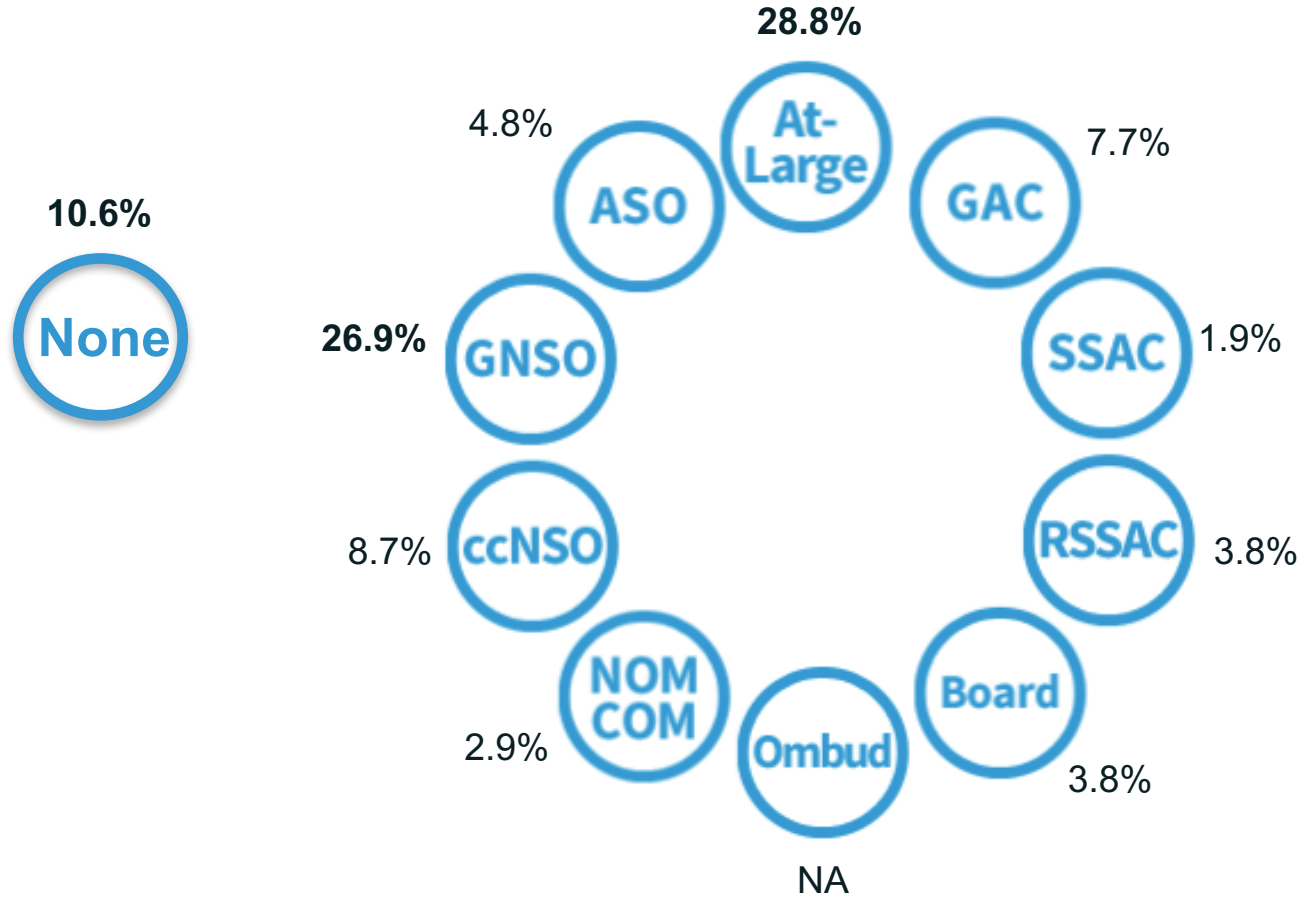 10.6%
None
28.8%
At-
Large
7.7%
GAC
1.9%
SSAC
3.8%
RSSAC
3.8%
Board
NA
Ombud
2.9%
NOM
COM
8.7%
ccNSO
26.9%
GNSO
4.8%
ASO